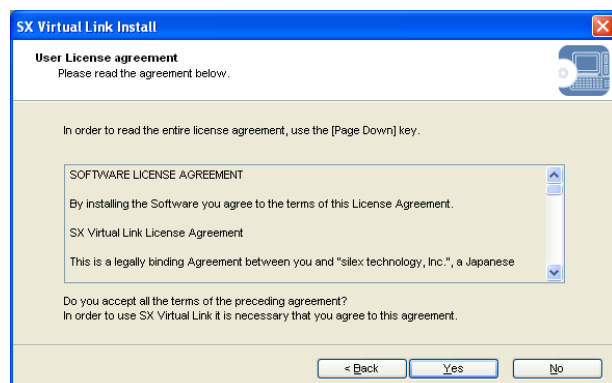 SX Virtual Link Install
User License agreement
Please read the agreement below.
In order to read the entire license agreement, use the [Page Down] key.
SOFTWARE LICENSE AGREEMENT
By installing the Software you agree to the terms of this License Agreement.
SX Virtual Link License Agreement
This is a legally binding Agreement between you and "silex technology, Inc.", a Japanese
Do you accept all the terms of the preceding agreement?
In order to use SX Virtual Link it is necessary that you agree to this agreement.
< Back Yes No